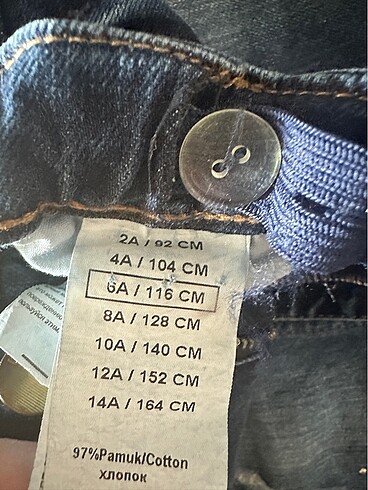 2A / 92 CM
4A / 104 CM
6A / 116 CM
8A / 128 CM
10A / 140 CM
12A / 152 CM
14A / 164 CM
97%Pamuk/Cotton
хлопок
может